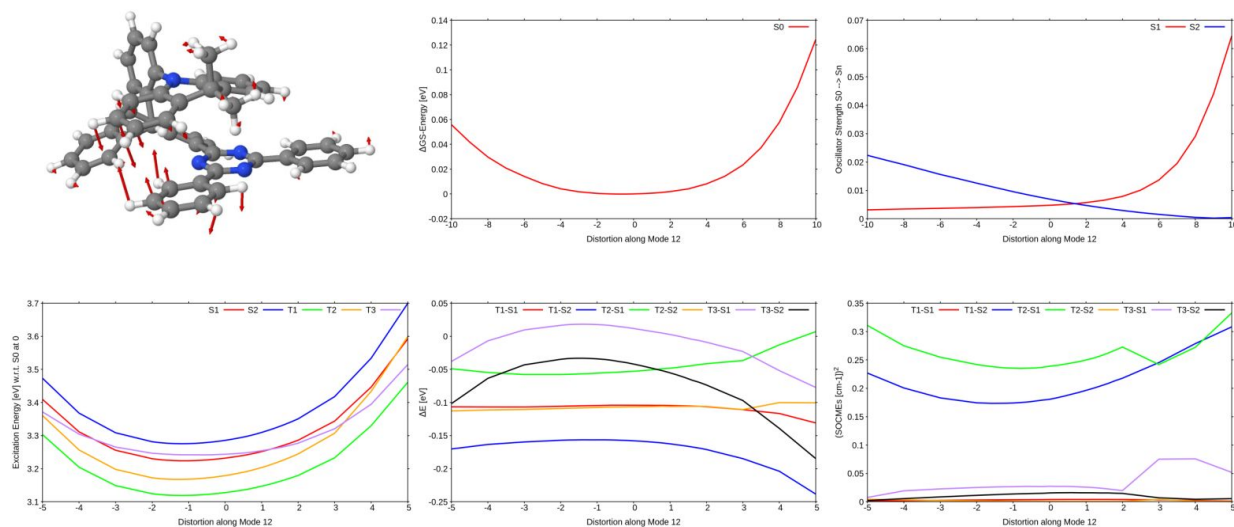 ΔGS-Energy [eV]
0.14
0.12
0.1
0.08
0.06
0.04
0.02
0
-0.02
S0
-10 -8 -6 -4 -2 0 2 4 6 8 10
Distortion along Mode 12
Oscillator Strength S0 --> Sn
0.07
0.06
0.05
0.04
0.03
0.02
0.01
0
S1 S2
-10 -8 -6 -4 -2 0 2 4 6 8 10
Distortion along Mode 12
Excitation Energy [eV] w.r.t. S0 at 0
3.7
3.6
3.5
3.4
3.3
3.2
3.1
S1 S2 T1 T2 T3
-5 -4 -3 -2 -1 0 1 2 3 4 5
Distortion along Mode 12
ΔE [eV]
0.05
0
-0.05
-0.1
-0.15
-0.2
-0.25
T1-S1 T1-S2 T2-S1 T2-S2 T3-S1 T3-S2
-5 -4 -3 -2 -1 0 1 2 3 4 5
Distortion along Mode 12
(SOCMEs [cm-1])²
0.35
0.3
0.25
0.2
0.15
0.1
0.05
0
T1-S1 T1-S2 T2-S1 T2-S2 T3-S1 T3-S2
-5 -4 -3 -2 -1 0 1 2 3 4 5
Distortion along Mode 12